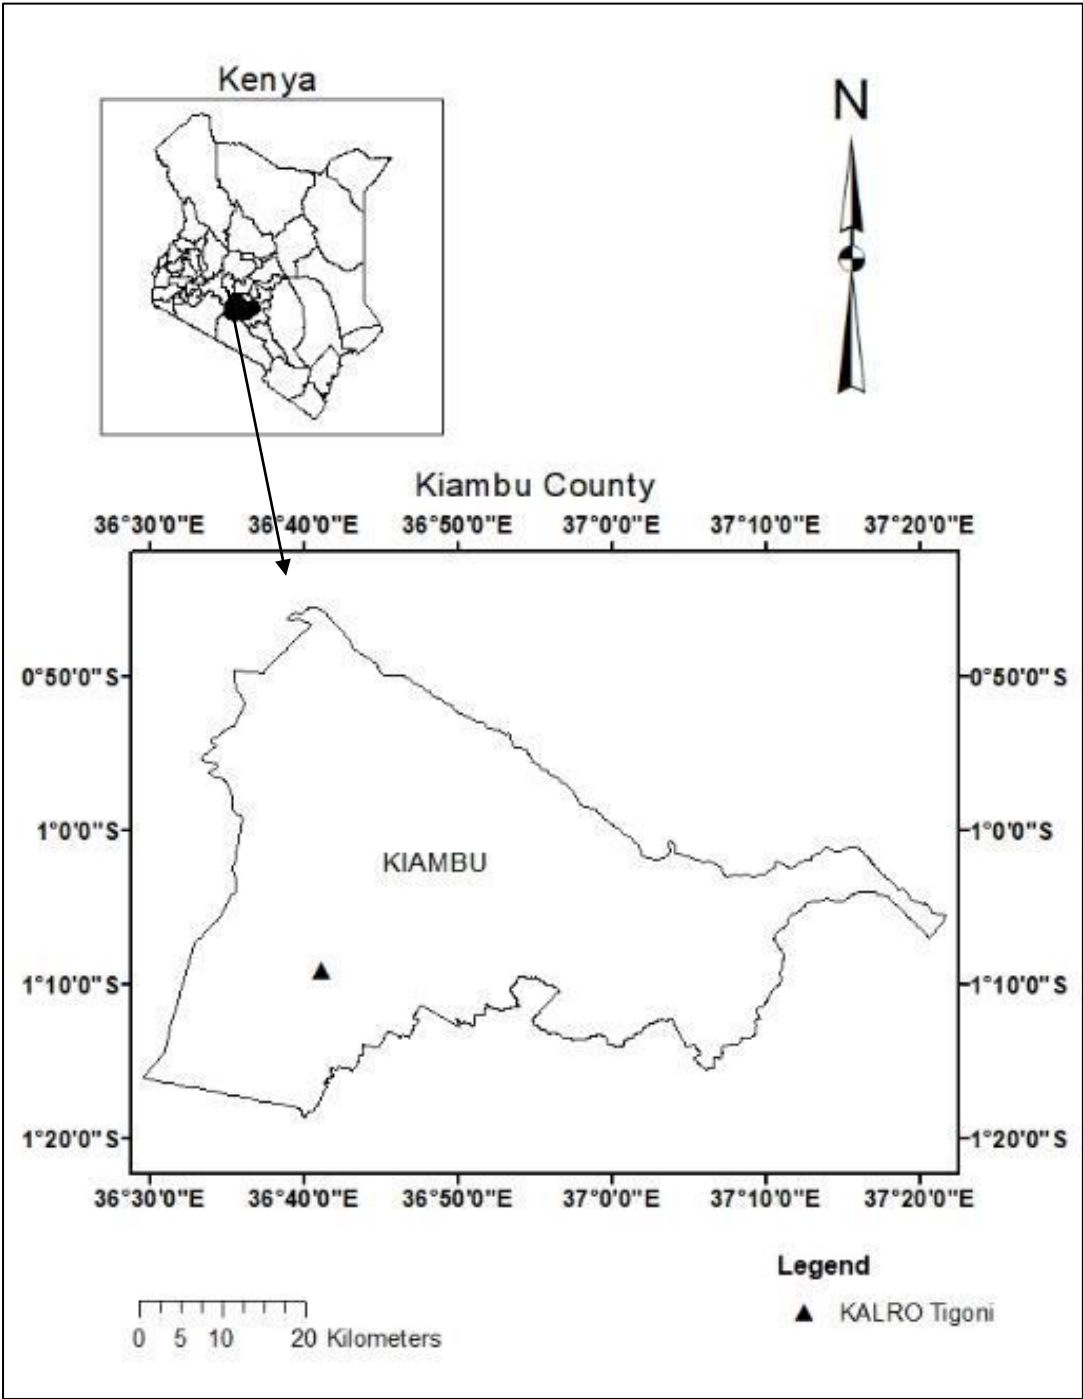 Kenya
N
Kiambu County
36°30'0"E 36°40'0"E 36°50'0"E 37°0'0"E 37°10'0"E 37°20'0"E
0°50'0"S 0°50'0"S
1°0'0"S 1°0'0"S
KIAMBU
1°10'0"S 1°10'0"S
1°20'0"S 1°20'0"S
36°30'0"E 36°40'0"E 36°50'0"E 37°0'0"E 37°10'0"E 37°20'0"E
Legend
KALRO Tigoni
0 5 10 20 Kilometers